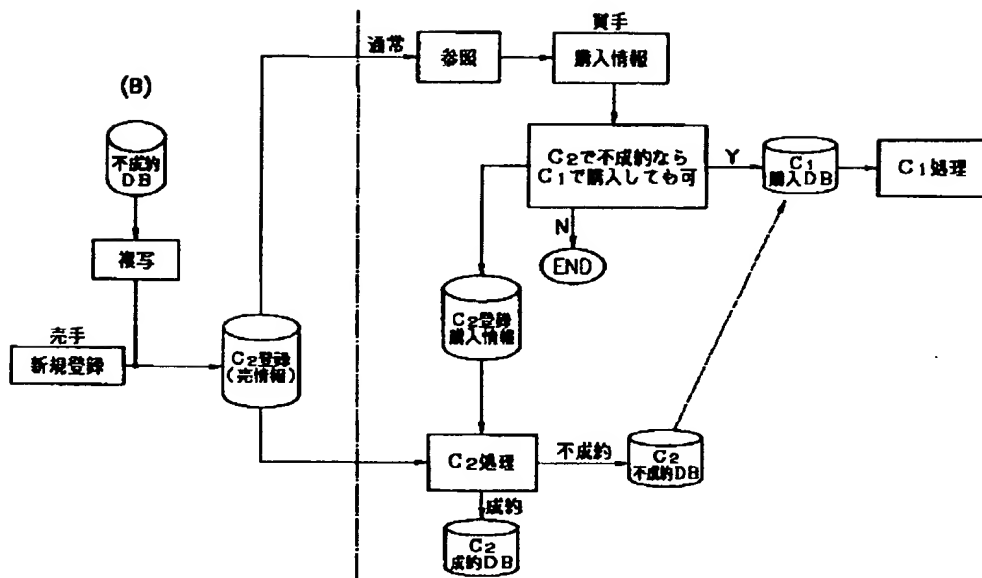 買手
通常
参照
購入情報
(B)
不成約
DB
C2で不成約なら
C1で購入しても可
Y
C1
購入DB
C1処理
N
END
複写
C2登録
購入情報
売手
新規登録
C2登録
(売情報)
C2処理
不成約
C2
不成約DB
成約
C2
成約DB